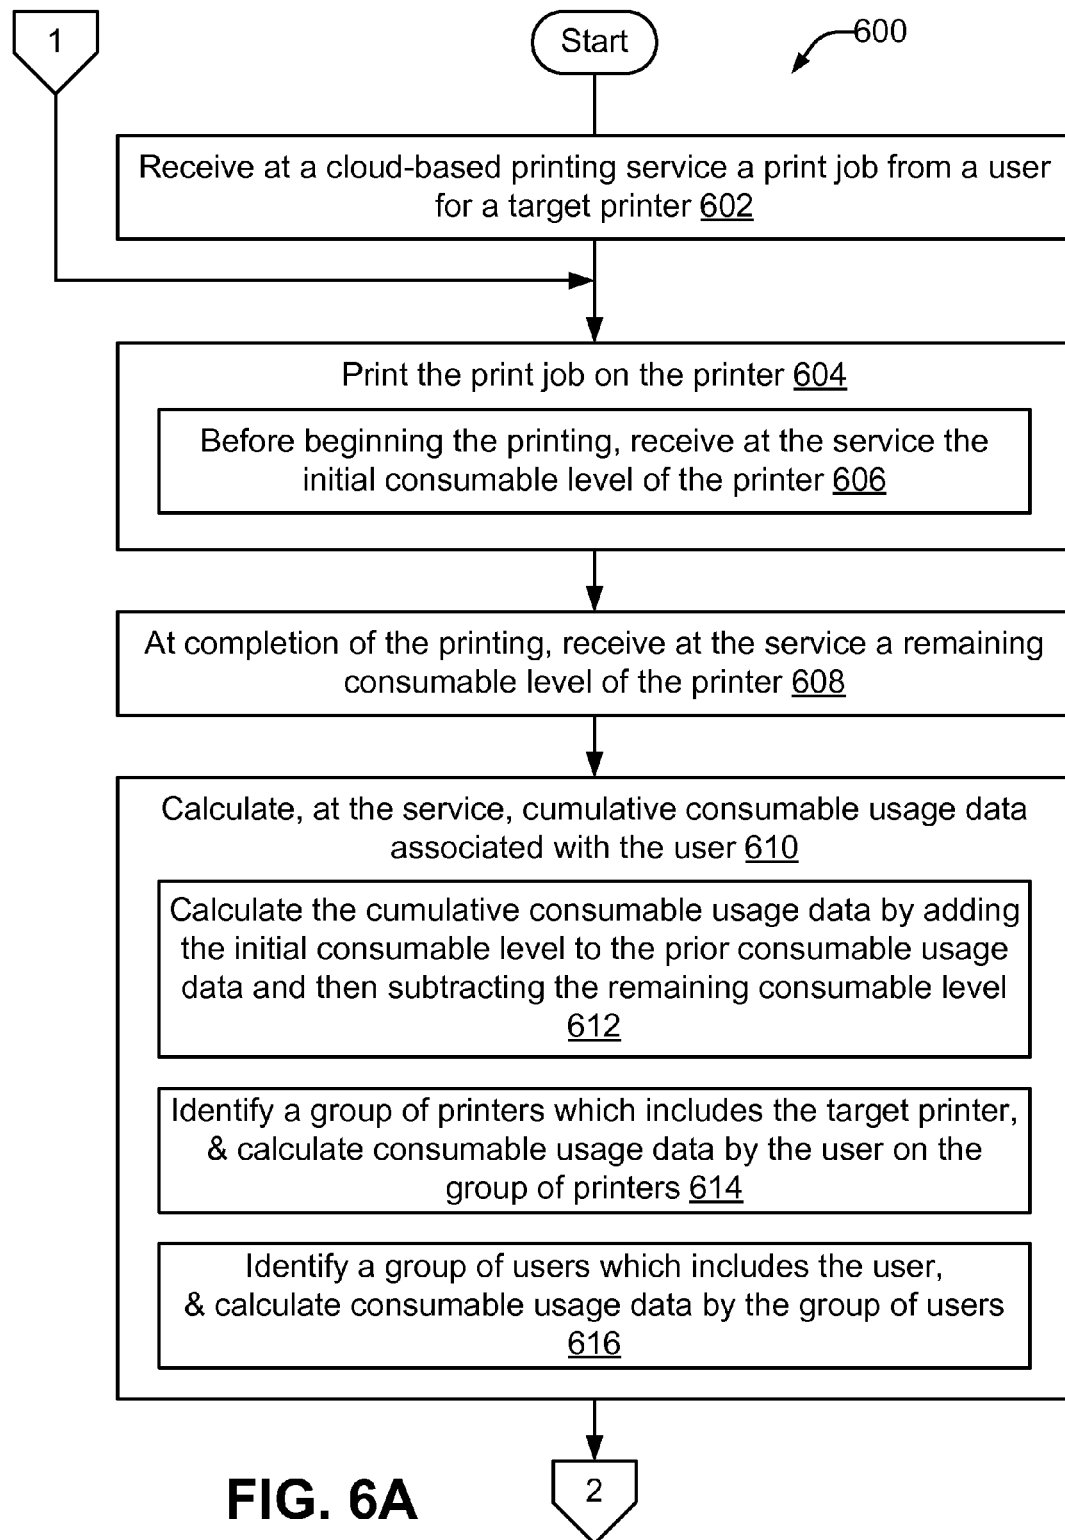 1
Start
600
Receive at a cloud-based printing service a print job from a user
for a target printer 602
Print the print job on the printer 604
Before beginning the printing, receive at the service the
initial consumable level of the printer 606
At completion of the printing, receive at the service a remaining
consumable level of the printer 608
Calculate, at the service, cumulative consumable usage data
associated with the user 610
Calculate the cumulative consumable usage data by adding
the initial consumable level to the prior consumable usage
data and then subtracting the remaining consumable level
612
Identify a group of printers which includes the target printer,
& calculate consumable usage data by the user on the
group of printers 614
Identify a group of users which includes the user,
& calculate consumable usage data by the group of users
616
FIG. 6A
2